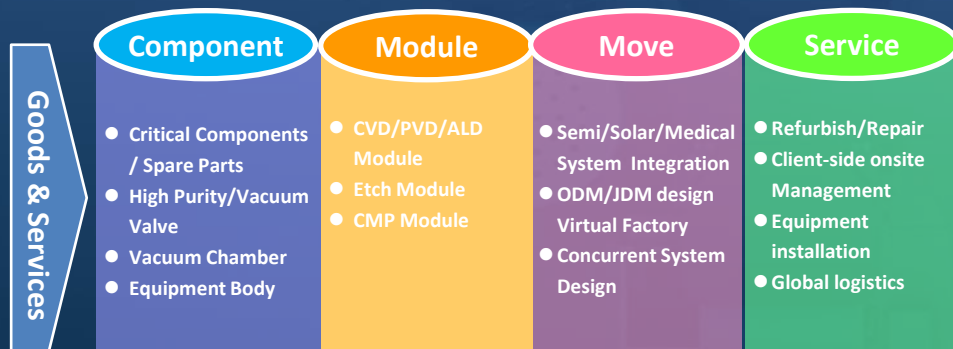 Goods & Services
Component
Critical Components
/ Spare Parts
High Purity/Vacuum
Valve
Vacuum Chamber
Equipment Body
Module
CVD/PVD/ALD
Module
Etch Module
CMP Module
Move
Semi/Solar/Medical
System Integration
ODM/JDM design
Virtual Factory
Concurrent System
Design
Service
Refurbish/Repair
Client-side onsite
Management
Equipment
installation
Global logistics